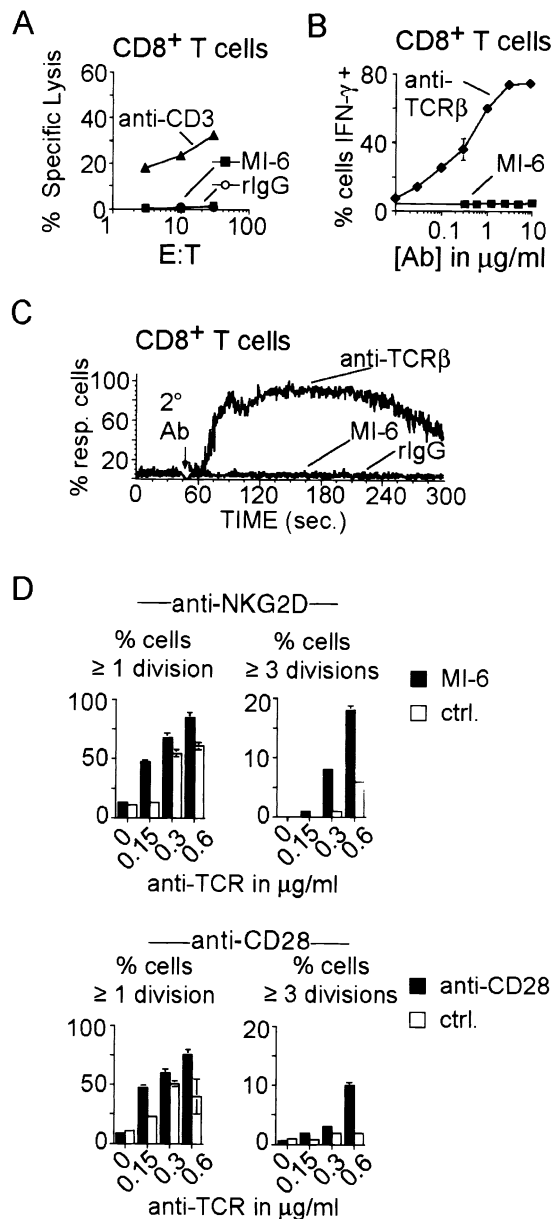 A
CD8+ T cells
% Specific Lysis
60
40
20
0
anti-CD3
MI-6
rIgG
1
10
100
E:T
B
CD8+ T cells
% cells IFN-γ +
80
40
0
anti-
TCRβ
MI-6
0.1
1
10
[Ab] in μg/ml
C
CD8+ T cells
% resp. cells
100
60
20
2°
Ab
anti-TCRβ
MI-6
rIgG
0
60
120
180
240
300
TIME (sec.)
D
anti-NKG2D
% cells
≥ 1 division
% cells
≥ 3 divisions
MI-6
ctrl.
100
50
0
20
10
0
0
0.15
0.3
0.6
0
0.15
0.3
0.6
anti-TCR in μg/ml
anti-CD28
% cells
≥ 1 division
% cells
≥ 3 divisions
anti-CD28
ctrl.
100
50
0
20
10
0
0
0.15
0.3
0.6
0
0.15
0.3
0.6
anti-TCR in μg/ml